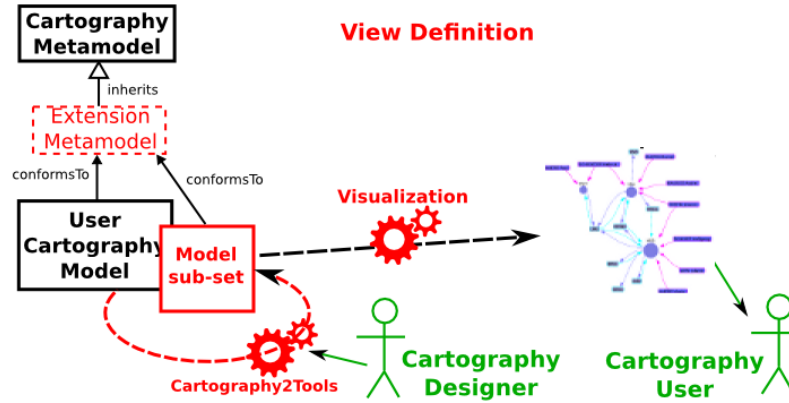 Cartography
Metamodel
View Definition
inherits
Extension
Metamodel
conformsTo
conformsTo
Visualization
User
Cartography
Model
Model
sub-set
Cartography2Tools
Cartography
Designer
Cartography
User